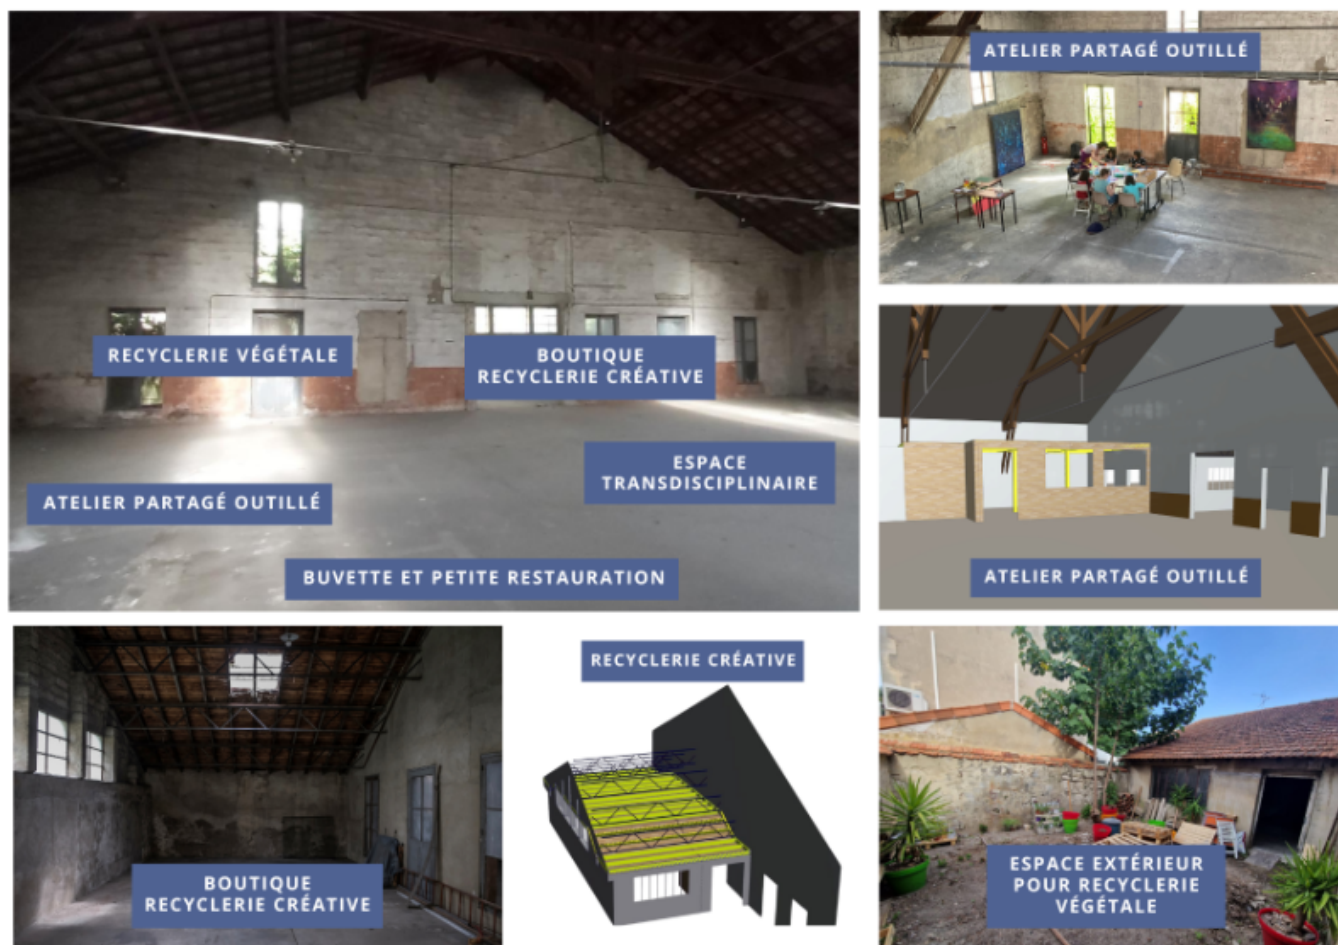 RECYCLERIE VÉGÉTALE
BOUTIQUE
RECYCLERIE CRÉATIVE
ESPACE
TRANSDISCIPLINAIRE
ATELIER PARTAGÉ OUTILLÉ
BUVETTE ET PETITE RESTAURATION
ATELIER PARTAGÉ OUTILLÉ
ATELIER PARTAGÉ OUTILLÉ
BOUTIQUE
RECYCLERIE CRÉATIVE
RECYCLERIE CRÉATIVE
ESPACE EXTÉRIEUR
POUR RECYCLERIE
VÉGÉTALE